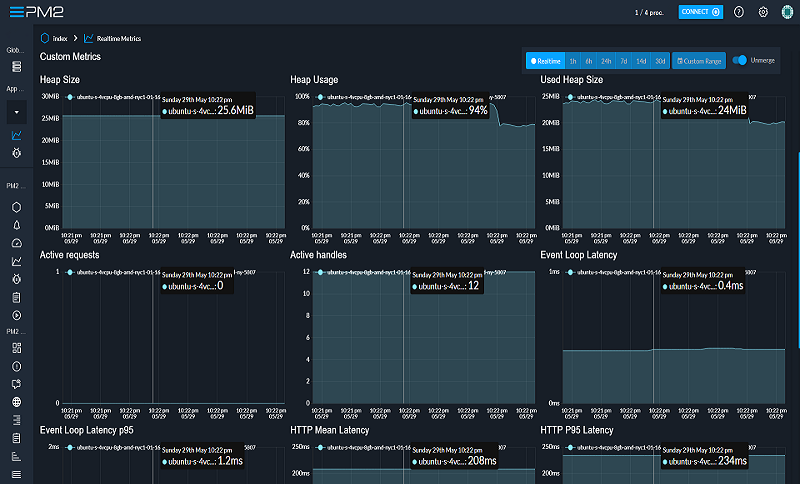 PM2
1 / 4 proc.
CONNECT
Glob...
App ...
PM2 ...
PM2 ...
index
Realtime Metrics
Custom Metrics
Realtime 1h 6h 24h 7d 14d 30d
Custom Range
Unmerge
Heap Size
30MiB
25MiB
20MiB
15MiB
10MiB
5MiB
0MiB
ubuntu-s-4vcpu-8gb-amd-nyc1-01-16
Sunday 29th May, 10:22 pm
ubuntu-s-4vc...: 25.6MiB
10:21 pm 10:21 pm 10:22 pm 10:22 pm 10:22 pm 10:22 pm 10:22 pm 10:22 pm
05/29 05/29 05/29 05/29 05/29 05/29 05/29 05/29
Heap Usage
100%
80%
60%
40%
20%
0%
ubuntu-s-4vcpu-8gb-amd-nyc1-01-16
Sunday 29th May, 10:22 pm
ubuntu-s-4vc...: 94%
10:21 pm 10:21 pm 10:22 pm 10:22 pm 10:22 pm 10:22 pm 10:22 pm 10:22 pm
05/29 05/29 05/29 05/29 05/29 05/29 05/29 05/29
Used Heap Size
25MiB
20MiB
15MiB
10MiB
5MiB
0MiB
ubuntu-s-4vcpu-8gb-amd-nyc1-01-16
Sunday 29th May, 10:22 pm
ubuntu-s-4vc...: 24MiB
10:21 pm 10:21 pm 10:22 pm 10:22 pm 10:22 pm 10:22 pm 10:22 pm 10:22 pm
05/29 05/29 05/29 05/29 05/29 05/29 05/29 05/29
Active requests
1
0
ubuntu-s-4vcpu-8gb-amd-nyc1-01-16
-ny-5807
Sunday 29th May, 10:22 pm
ubuntu-s-4vc...: 0
10:21 pm 10:21 pm 10:22 pm 10:22 pm 10:22 pm 10:22 pm 10:22 pm 10:22 pm
05/29 05/29 05/29 05/29 05/29 05/29 05/29 05/29
Active handles
12
10
8
6
4
2
0
ubuntu-s-4vcpu-8gb-amd-nyc1-01-16
-ny-5807
Sunday 29th May, 10:22 pm
ubuntu-s-4vc...: 12
10:21 pm 10:21 pm 10:22 pm 10:22 pm 10:22 pm 10:22 pm 10:22 pm 10:22 pm
05/29 05/29 05/29 05/29 05/29 05/29 05/29 05/29
Event Loop Latency
1ms
0ms
ubuntu-s-4vcpu-8gb-amd-nyc1-01-16
5807
Sunday 29th May, 10:22 pm
ubuntu-s-4vc...: 0.4ms
10:21 pm 10:21 pm 10:22 pm 10:22 pm 10:22 pm 10:22 pm 10:22 pm 10:22 pm
05/29 05/29 05/29 05/29 05/29 05/29 05/29 05/29
Event Loop Latency p95
2ms
ubuntu-s-4vcpu-8gb-amd-nyc1-01-16
5807
Sunday 29th May, 10:22 pm
ubuntu-s-4vc...: 1.2ms
HTTP Mean Latency
250ms
200ms
ubuntu-s-4vcpu-8gb-amd-nyc1-01-16
07
Sunday 29th May, 10:22 pm
ubuntu-s-4vc...: 208ms
HTTP P95 Latency
250ms
200ms
ubuntu-s-4vcpu-8gb-amd-nyc1-01-16
07
Sunday 29th May, 10:22 pm
ubuntu-s-4vc...: 234ms